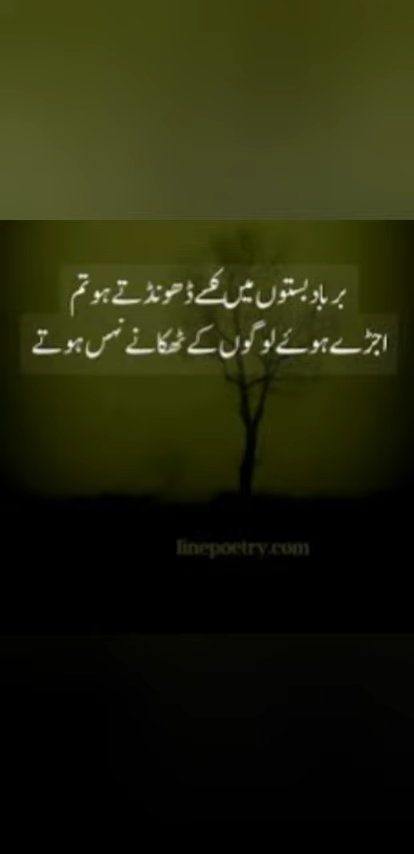 برباد بستوں میں کسے ڈھونڈتے ہو تم
اجڑے ہوئے لوگوں کے ٹھکانے نہیں ہوتے
linepoetry.com